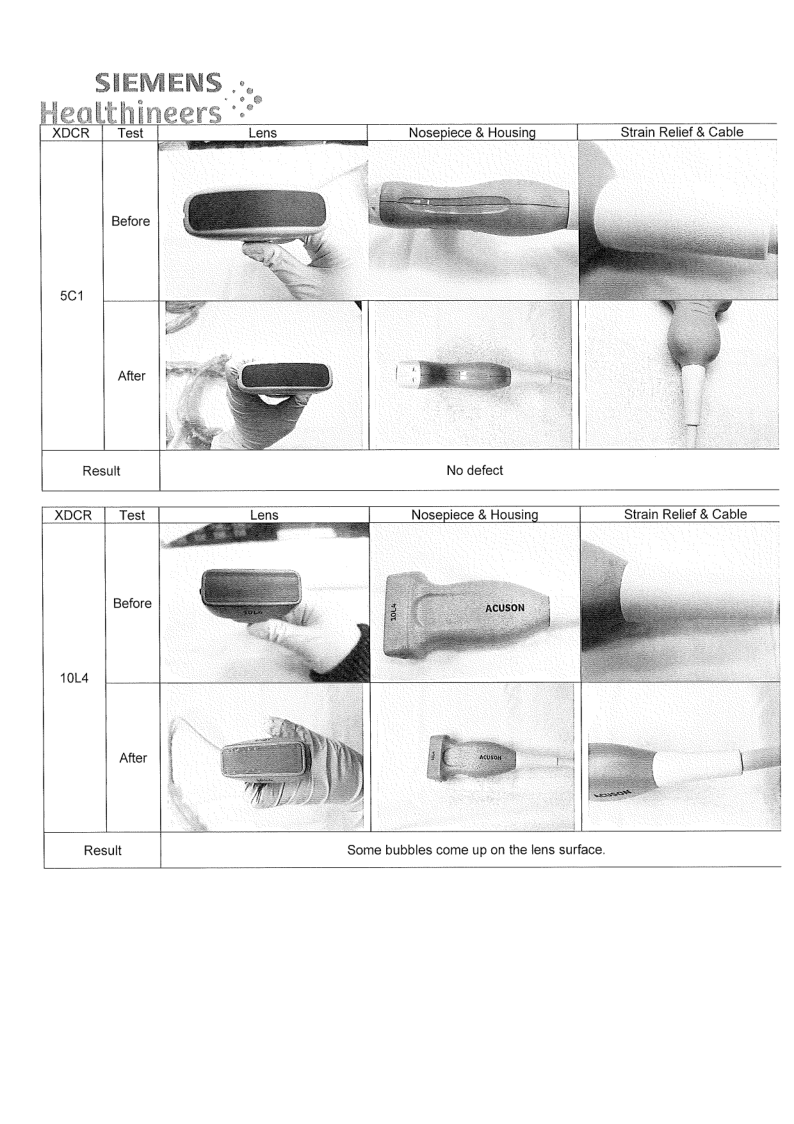 SIEMENS
Healthineers
XDCR Test Lens Nosepiece & Housing Strain Relief & Cable
5C1
Before
After
Result No defect
XDCR Test Lens Nosepiece & Housing Strain Relief & Cable
10L4
Before
10L4
10L4
ACUSON
After
ACUSON
ACUSON
Result Some bubbles come up on the lens surface.